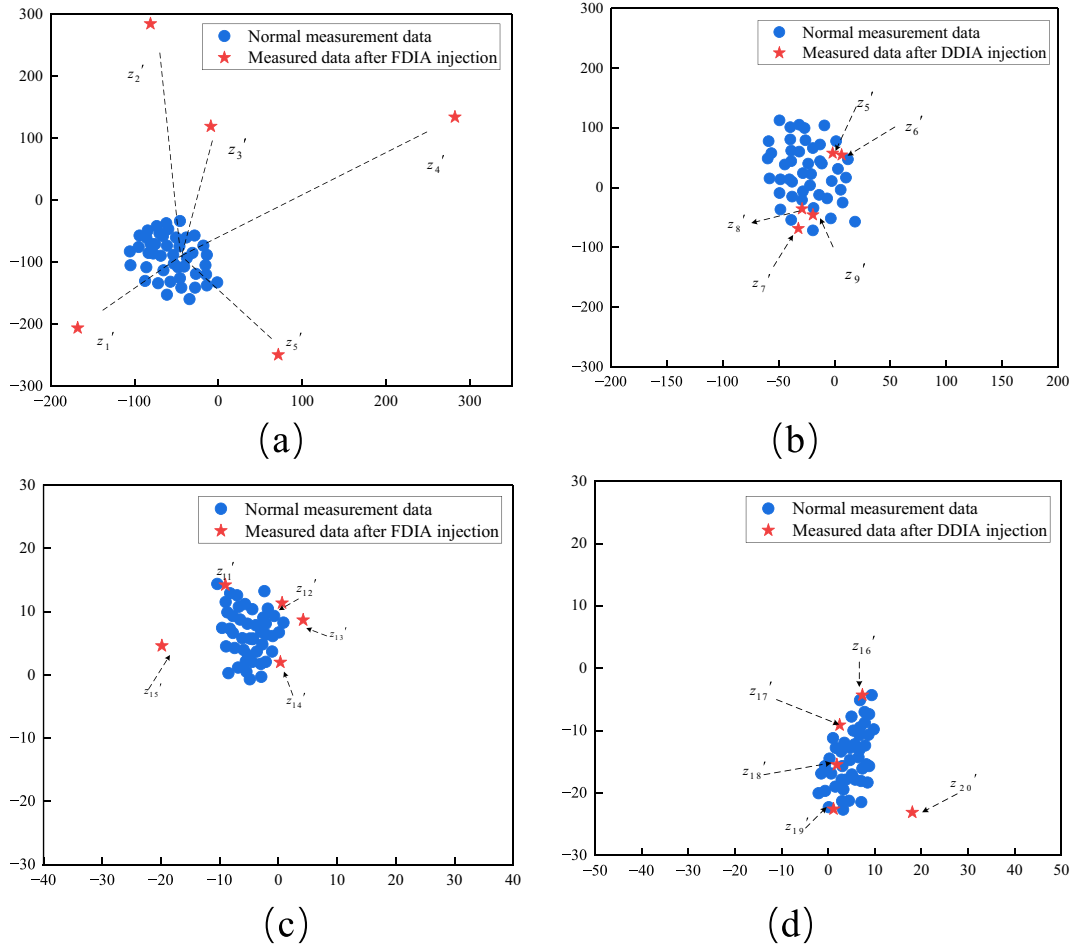 300
200
100
0
−100
−200
−300
−200
−100
0
100
200
300
Normal measurement data
Measured data after FDIA injection
z2′
z3′
z4′
z1′
z5′
(a)
300
200
100
0
−100
−200
−300
−200
−150
−100
−50
0
50
100
150
200
Normal measurement data
Measured data after DDIA injection
z5′
z6′
z8′
z7′
z9′
(b)
30
20
10
0
−10
−20
−30
−40
−30
−20
−10
0
10
20
30
40
Normal measurement data
Measured data after FDIA injection
z11′
z12′
z13′
z15′
z14′
(c)
30
20
10
0
−10
−20
−30
−50
−40
−30
−20
−10
0
10
20
30
40
50
Normal measurement data
Measured data after DDIA injection
z16′
z17′
z18′
z20′
z19′
(d)